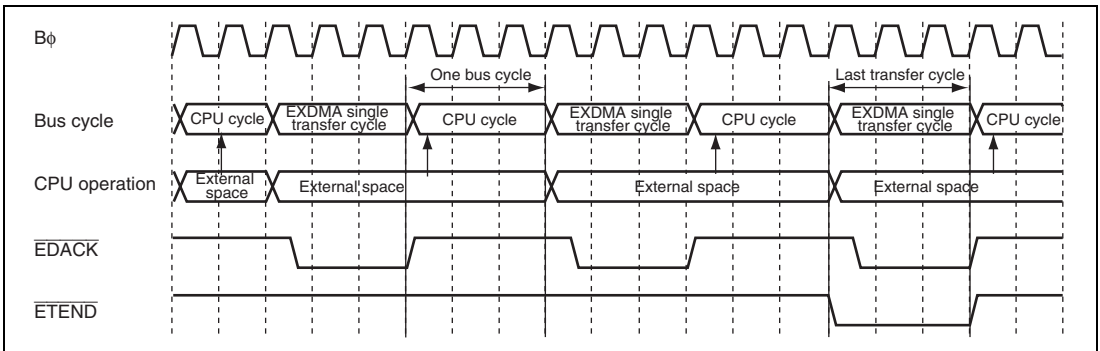 Bφ
One bus cycle
Last transfer cycle
Bus cycle
CPU cycle
EXDMA single
transfer cycle
CPU cycle
EXDMA single
transfer cycle
CPU cycle
EXDMA single
transfer cycle
CPU cycle
CPU operation
External
space
External space
External space
External space
EDACK
ETEND